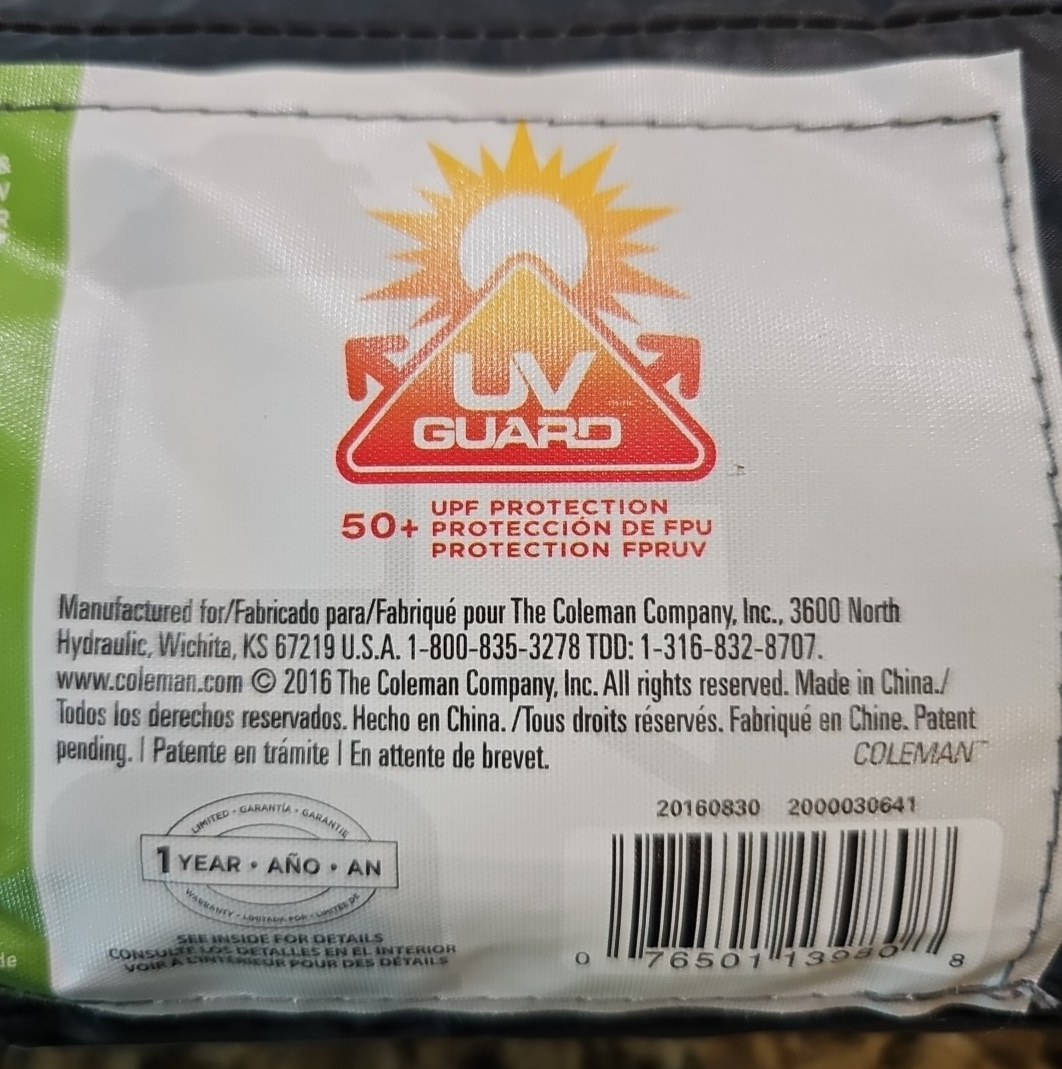 &
UV
GUARD
50+
UPF PROTECTION
PROTECCIÓN DE FPU
PROTECTION FPRUV
Manufactured for/Fabricado para/Fabriqué pour The Coleman Company, Inc., 3600 North
Hydraulic, Wichita, KS 67219 U.S.A. 1-800-835-3278 TDD: 1-316-832-8707.
www.coleman.com © 2016 The Coleman Company, Inc. All rights reserved. Made in China./
Todos los derechos reservados. Hecho en China. /Tous droits réservés. Fabriqué en Chine. Patent
pending. | Patente en trámite | En attente de brevet.
COLEMAN™
LIMITED • GARANTÍA • GARANTIE
1 YEAR • AÑO • AN
WARRANTY • LIMITADA POR • LIMITÉE DE
SEE INSIDE FOR DETAILS
CONSULTE LOS DETALLES EN EL INTERIOR
VOIR À L'INTÉRIEUR POUR DES DÉTAILS
20160830 2000030641
0 76501 8